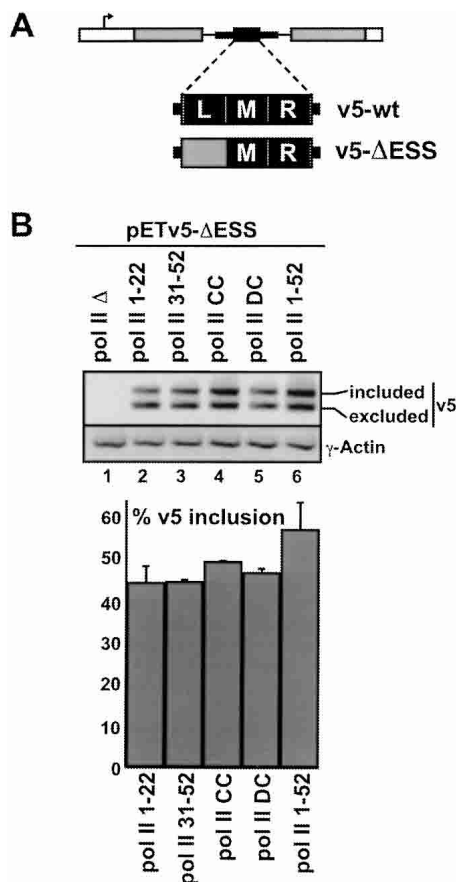 A
L M R v5-wt
M R v5-ΔESS
B
pETv5-ΔESS
pol II Δ
pol II 1-22
pol II 31-52
pol II CC
pol II DC
pol II 1-52
included
excluded
v5
γ-Actin
1 2 3 4 5 6
% v5 inclusion
60
50
40
30
20
10
0
pol II 1-22
pol II 31-52
pol II CC
pol II DC
pol II 1-52